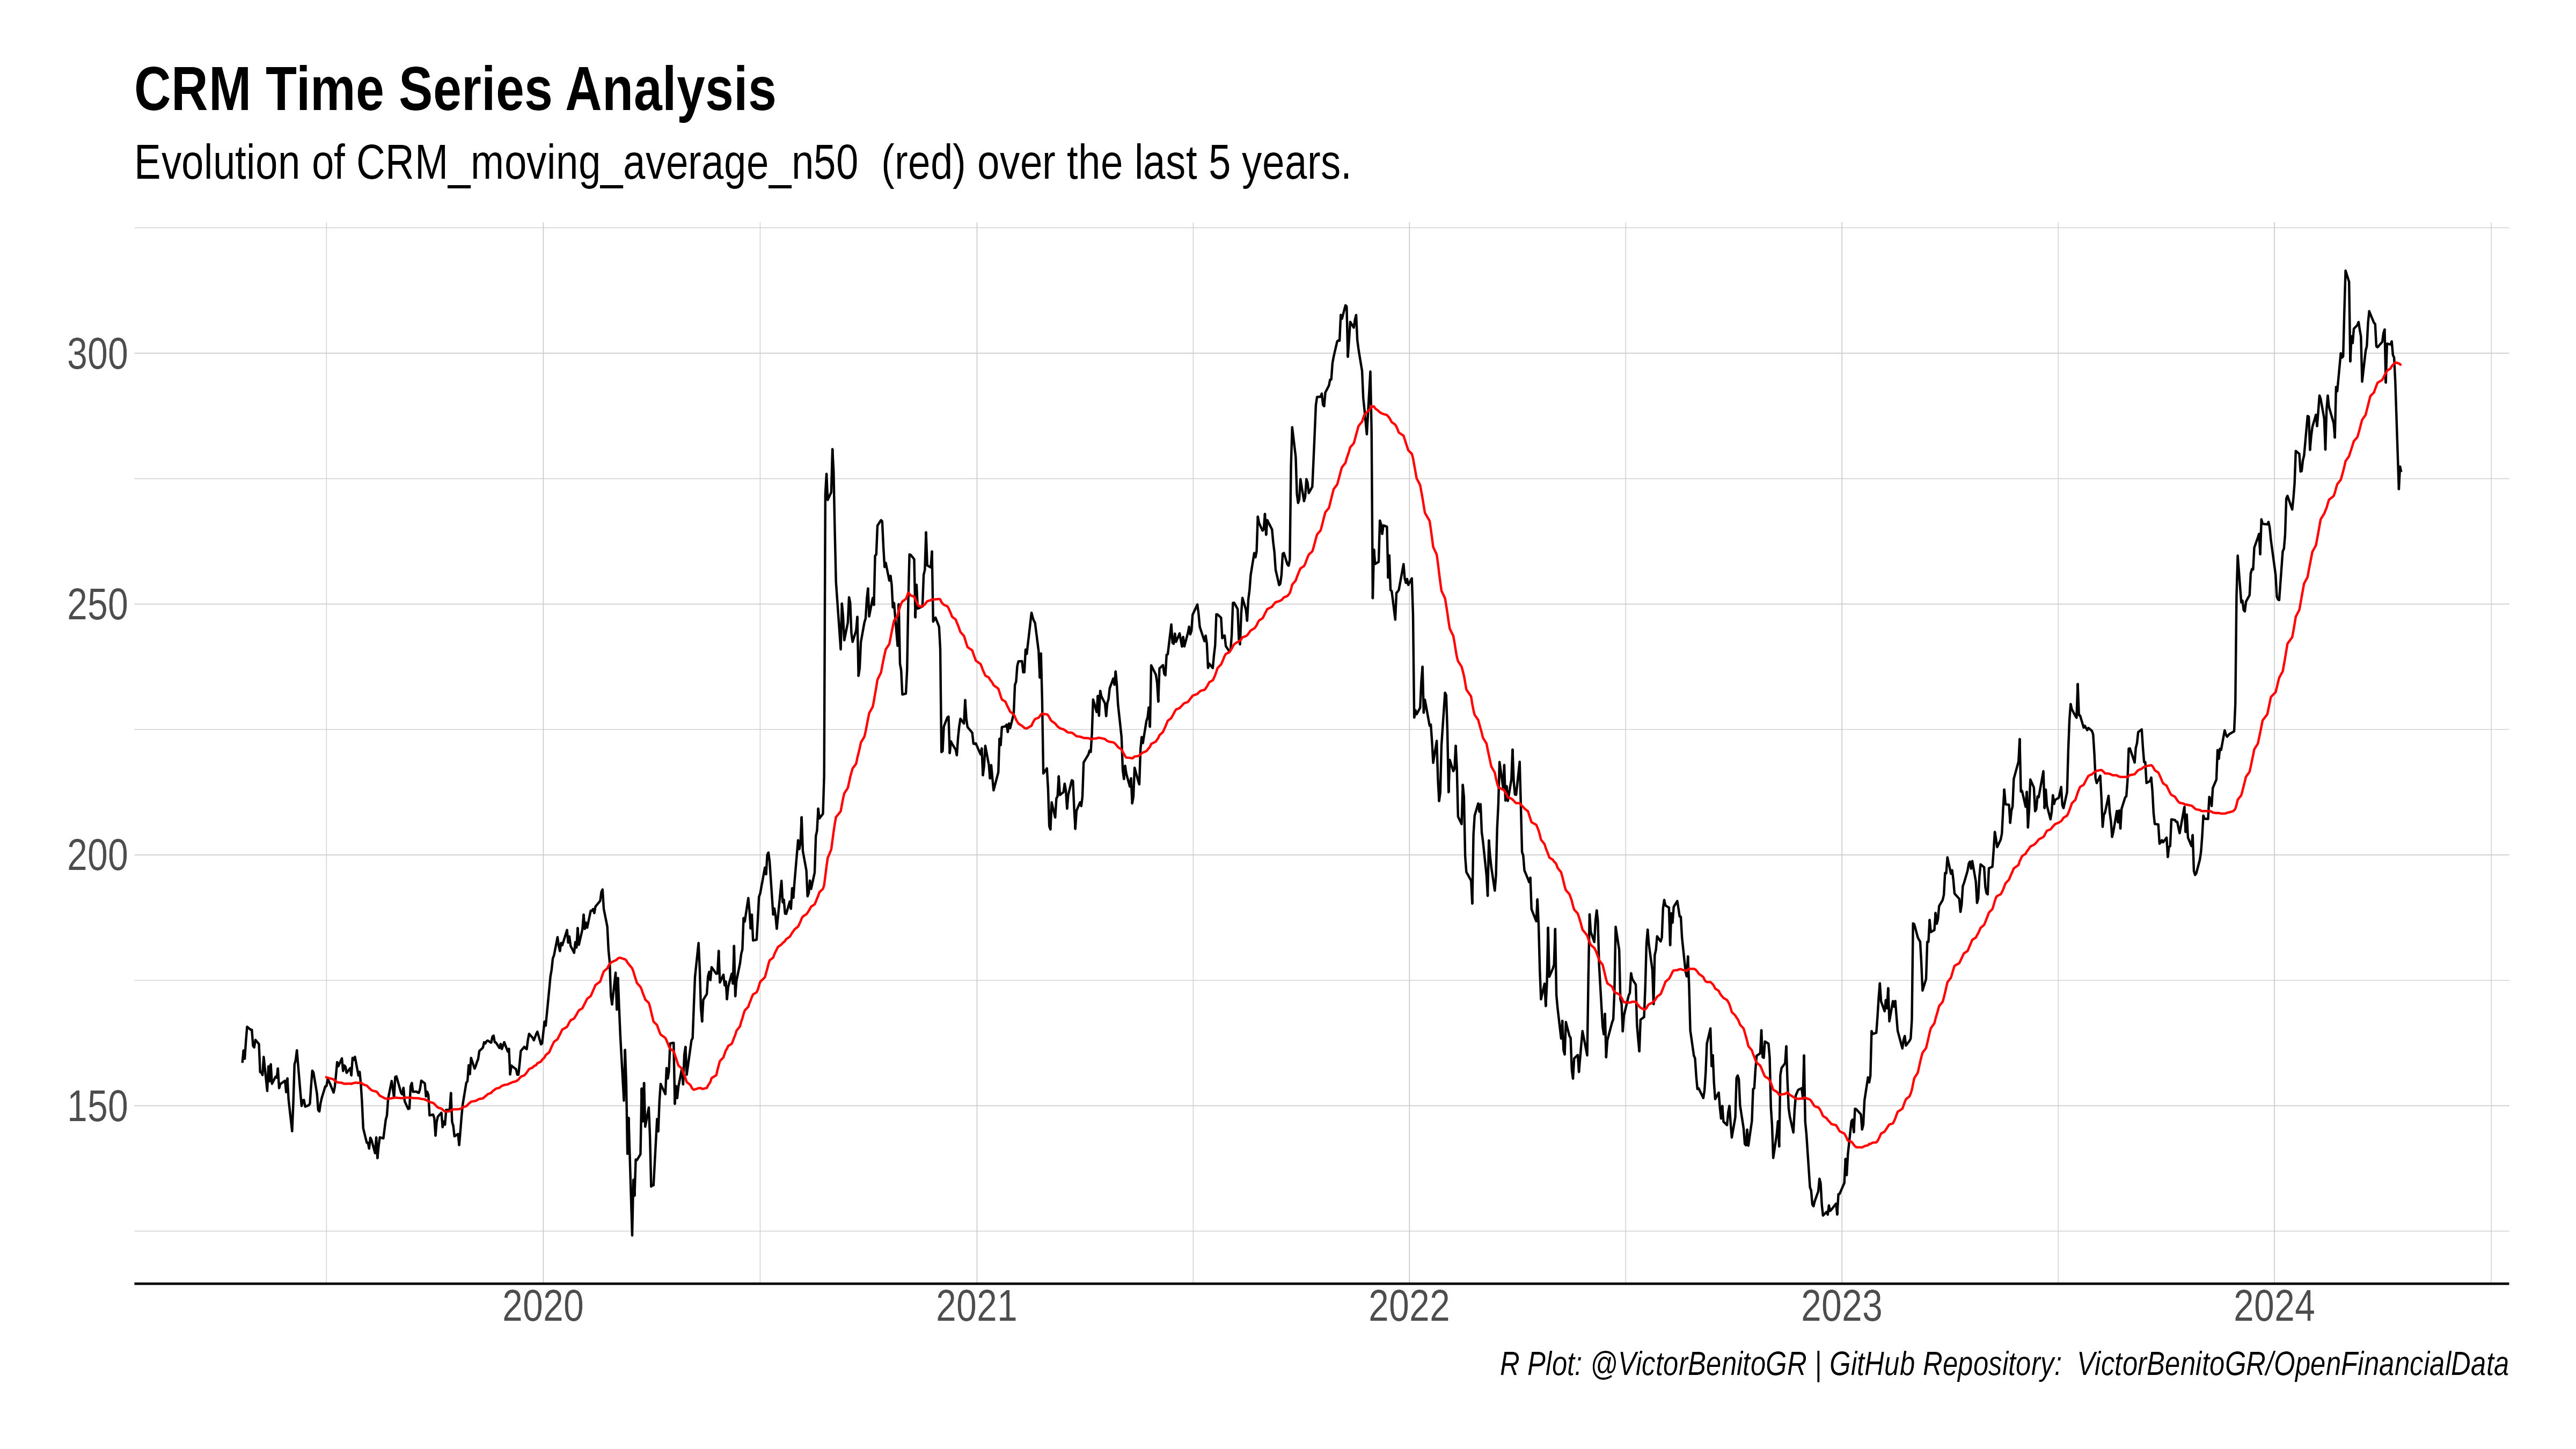 CRM Time Series Analysis
Evolution of CRM_moving_average_n50  (red) over the last 5 years.
300
250
200
150
2020 2021 2022 2023 2024
R Plot: @VictorBenitoGR | GitHub Repository:  VictorBenitoGR/OpenFinancialData